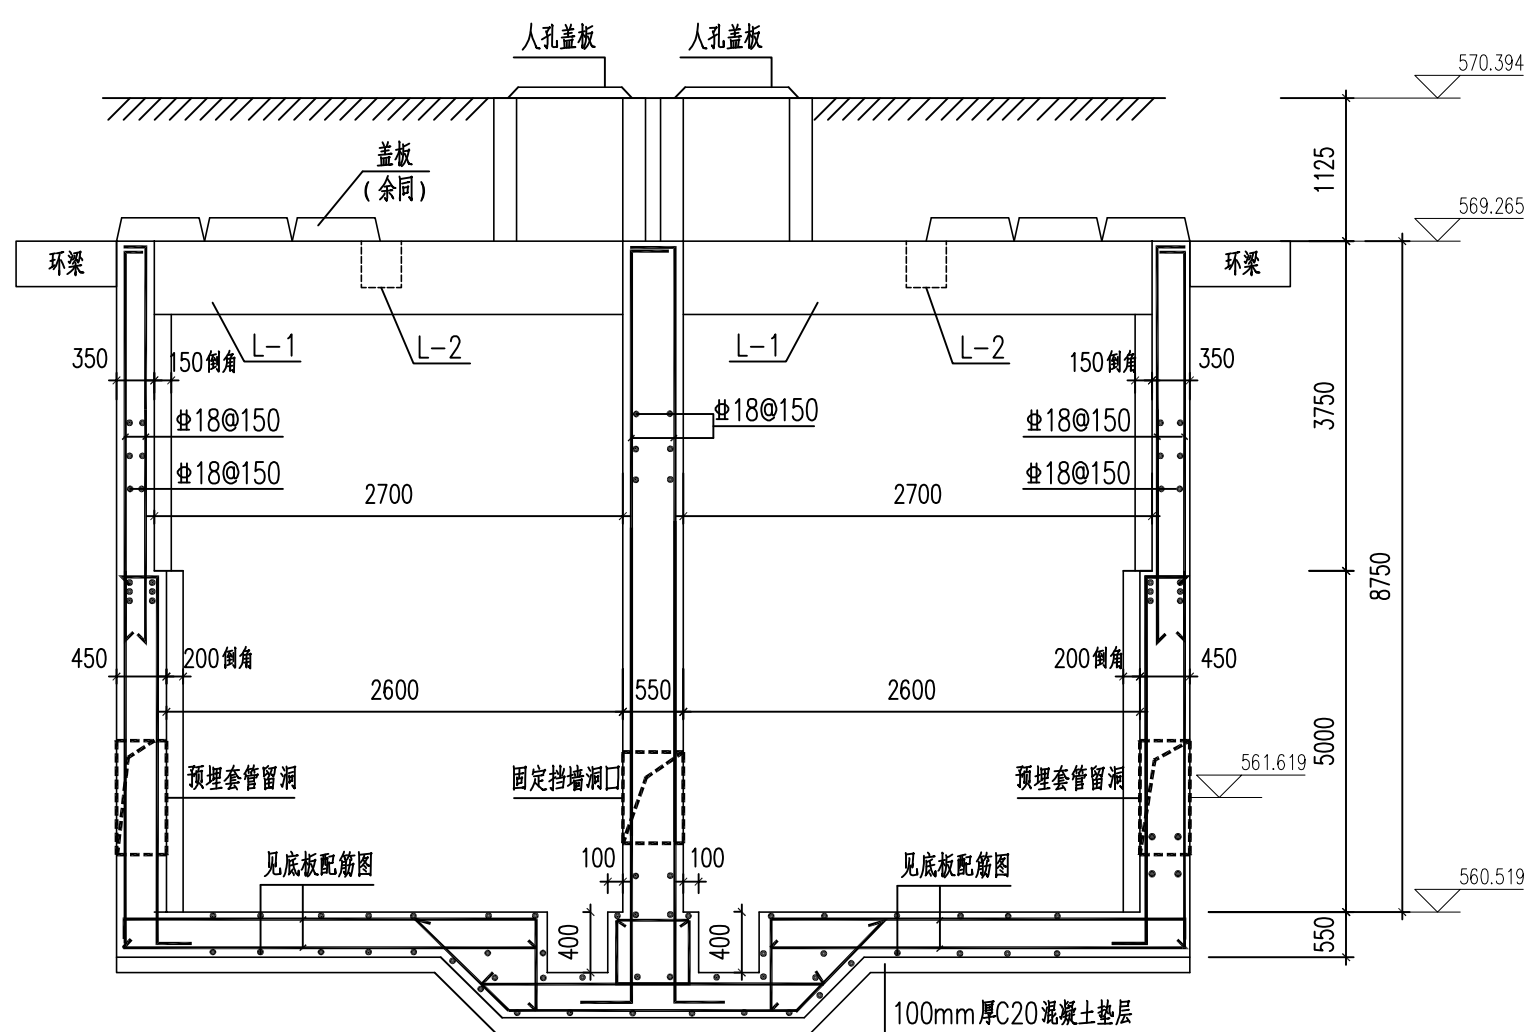 人孔盖板 人孔盖板
570.394
盖板
(余同)
1125
569.265
环梁 环梁
L-1 L-2 L-1 L-2
350 150倒角 150倒角 350
⌽18@150 ⌽18@150 ⌽18@150
3750
⌽18@150 ⌽18@150
2700 2700
8750
450 200倒角 200倒角 450
2600 550 2600
5000
561.619
预埋套管留洞 固定挡墙洞口 预埋套管留洞
100 100
见底板配筋图 见底板配筋图
560.519
400 400 550
100mm厚C20混凝土垫层